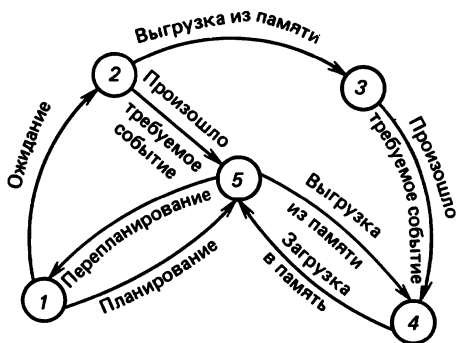 Выгрузка из памяти
2
3
Ожидание
Произошло
требуемое
событие
Произошло
требуемое событие
5
Перепланирование
Планирование
Выгрузка
из памяти
Загрузка
в память
1
4